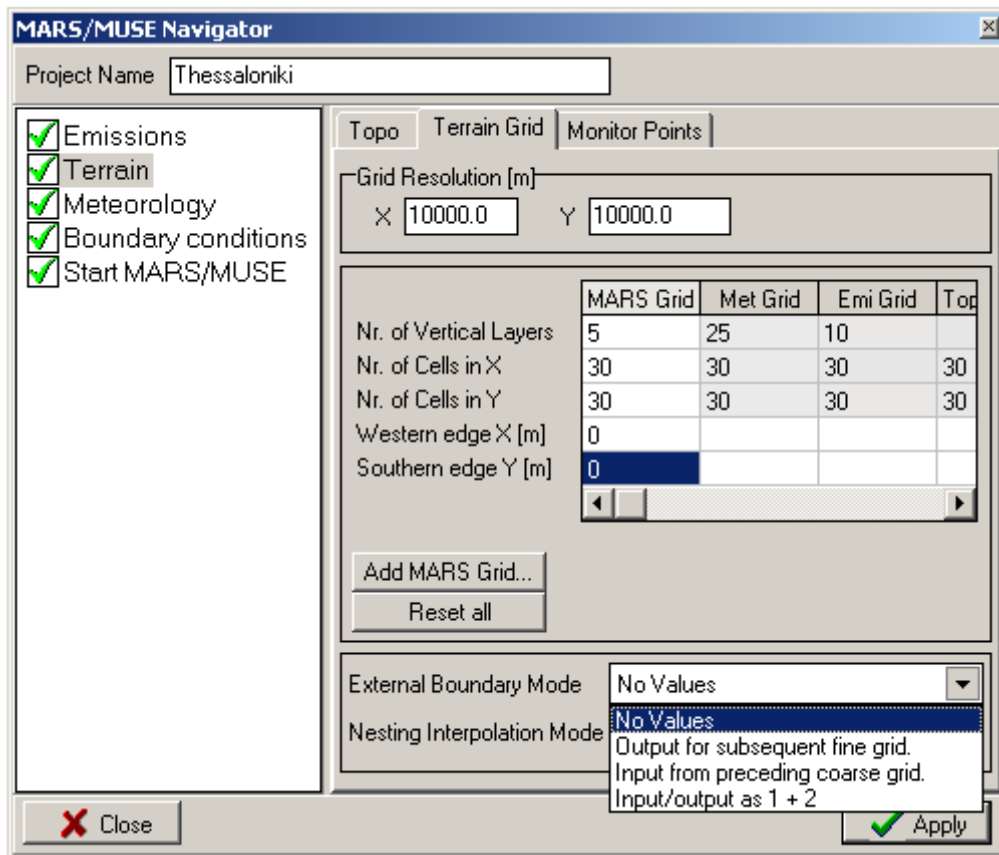 MARS/MUSE Navigator
Project Name Thessaloniki
Emissions
Terrain
Meteorology
Boundary conditions
Start MARS/MUSE
Topo Terrain Grid Monitor Points
Grid Resolution [m]
X 10000.0 Y 10000.0
MARS Grid Met Grid Emi Grid Top
Nr. of Vertical Layers 5 25 10
Nr. of Cells in X 30 30 30 30
Nr. of Cells in Y 30 30 30 30
Western edge X [m] 0
Southern edge Y [m] 0
Add MARS Grid...
Reset all
External Boundary Mode No Values
Nesting Interpolation Mode
No Values
Output for subsequent fine grid.
Input from preceding coarse grid.
Input/output as 1 + 2
Close
Apply